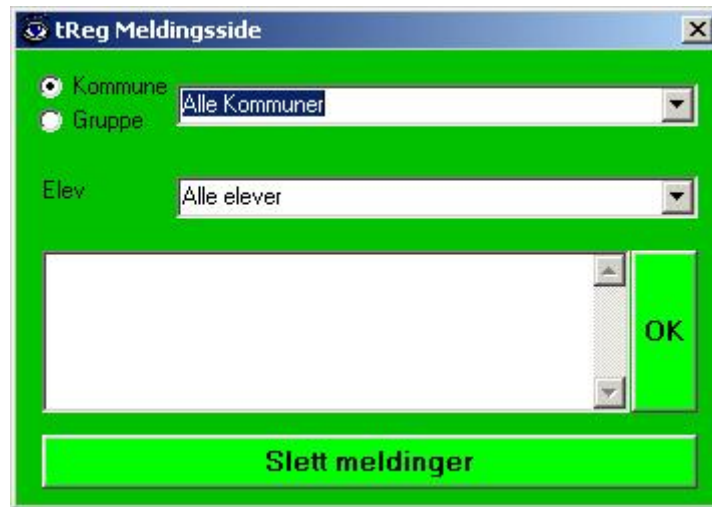 tReg Meldingsside
Kommune
Alle Kommuner
Gruppe
Elev
Alle elever
OK
Slett meldinger